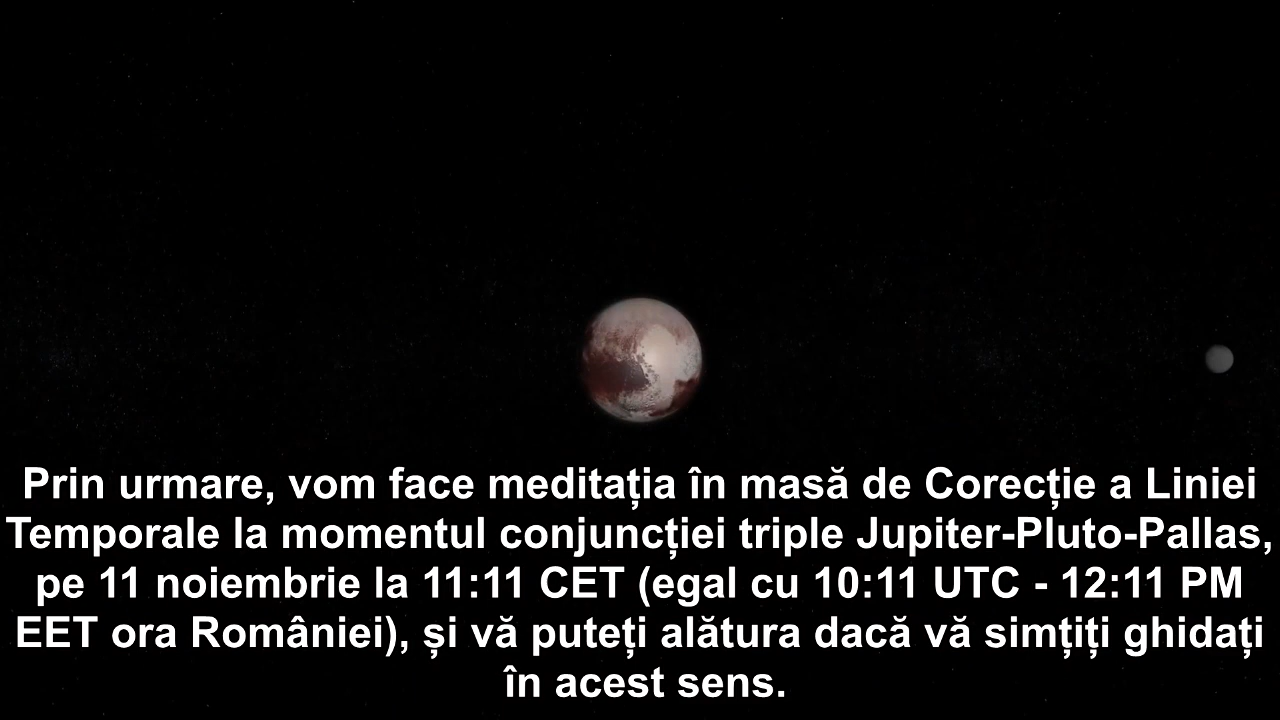 Prin urmare, vom face meditația în masă de Corecție a Liniei
Temporale la momentul conjuncției triple Jupiter-Pluto-Pallas,
pe 11 noiembrie la 11:11 CET (egal cu 10:11 UTC - 12:11 PM
EET ora României), și vă puteți alătura dacă vă simțiți ghidați
în acest sens.